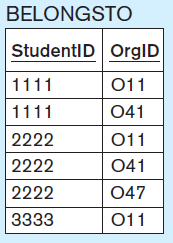 BELONGSTO
StudentID OrgID
1111 O11
1111 O41
2222 O11
2222 O41
2222 O47
3333 O11